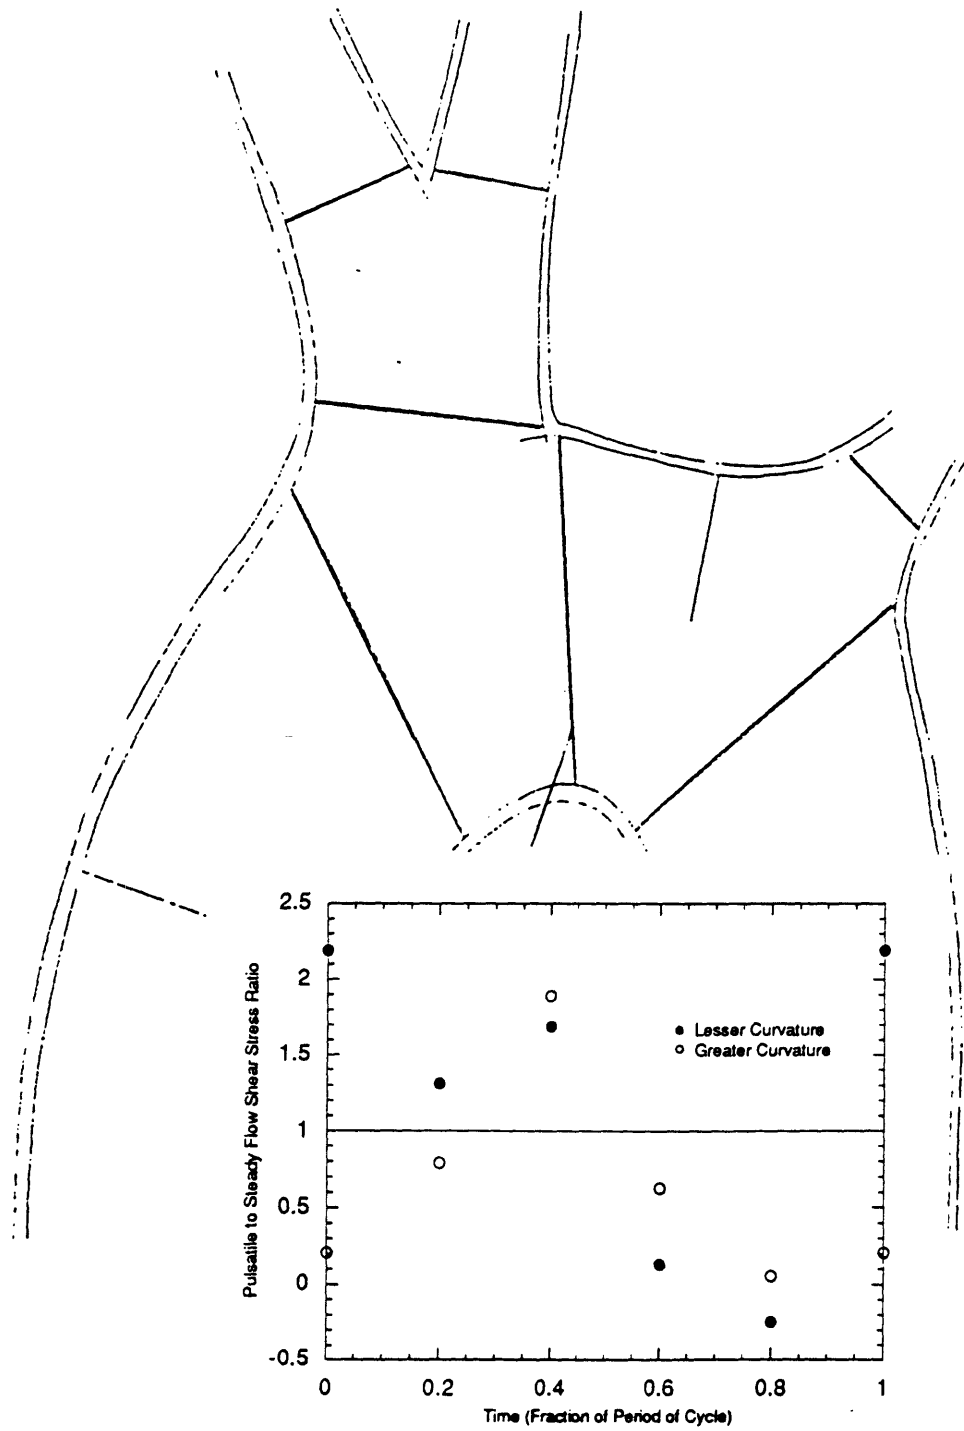 2.5
2
1.5
1
0.5
0
-0.5
Pulsatile to Steady Flow Shear Stress Ratio
Lesser Curvature
Greater Curvature
0 0.2 0.4 0.6 0.8 1
Time (Fraction of Period of Cycle)